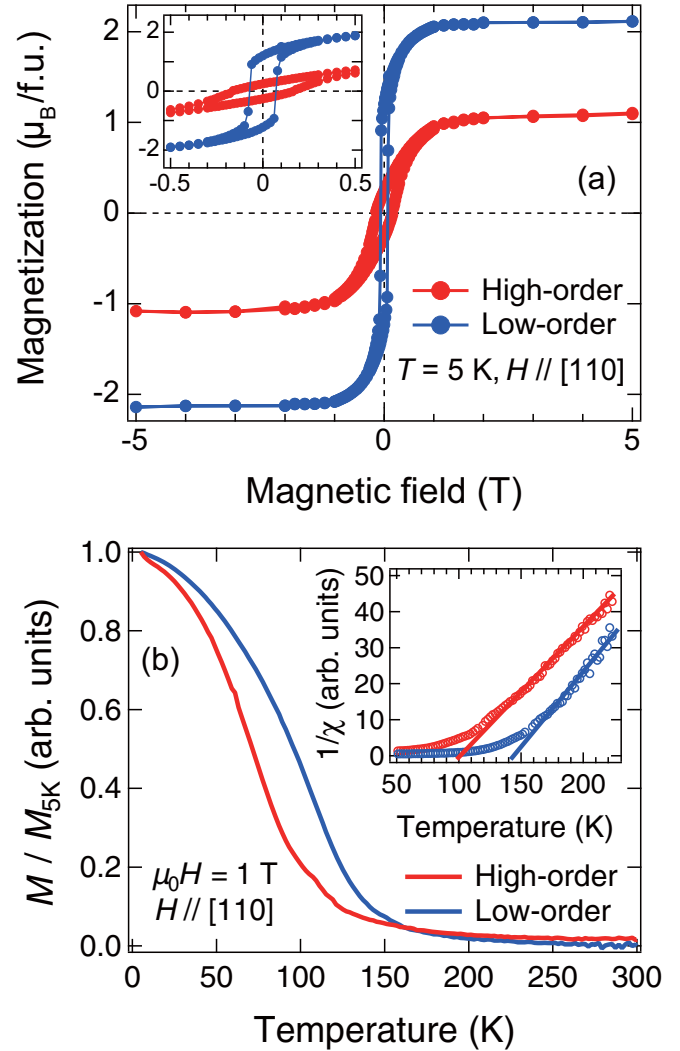 Magnetization (μB/f.u.)
2
1
0
-1
-2
2
0
-2
-0.5
0
0.5
(a)
High-order
Low-order
T = 5 K, H // [110]
-5
0
5
Magnetic field (T)
M / M5K (arb. units)
1.0
0.8
0.6
0.4
0.2
0.0
(b)
1/χ (arb. units)
50
40
30
20
10
0
50 100 150 200
Temperature (K)
μ0H = 1 T
H // [110]
High-order
Low-order
0 50 100 150 200 250 300
Temperature (K)